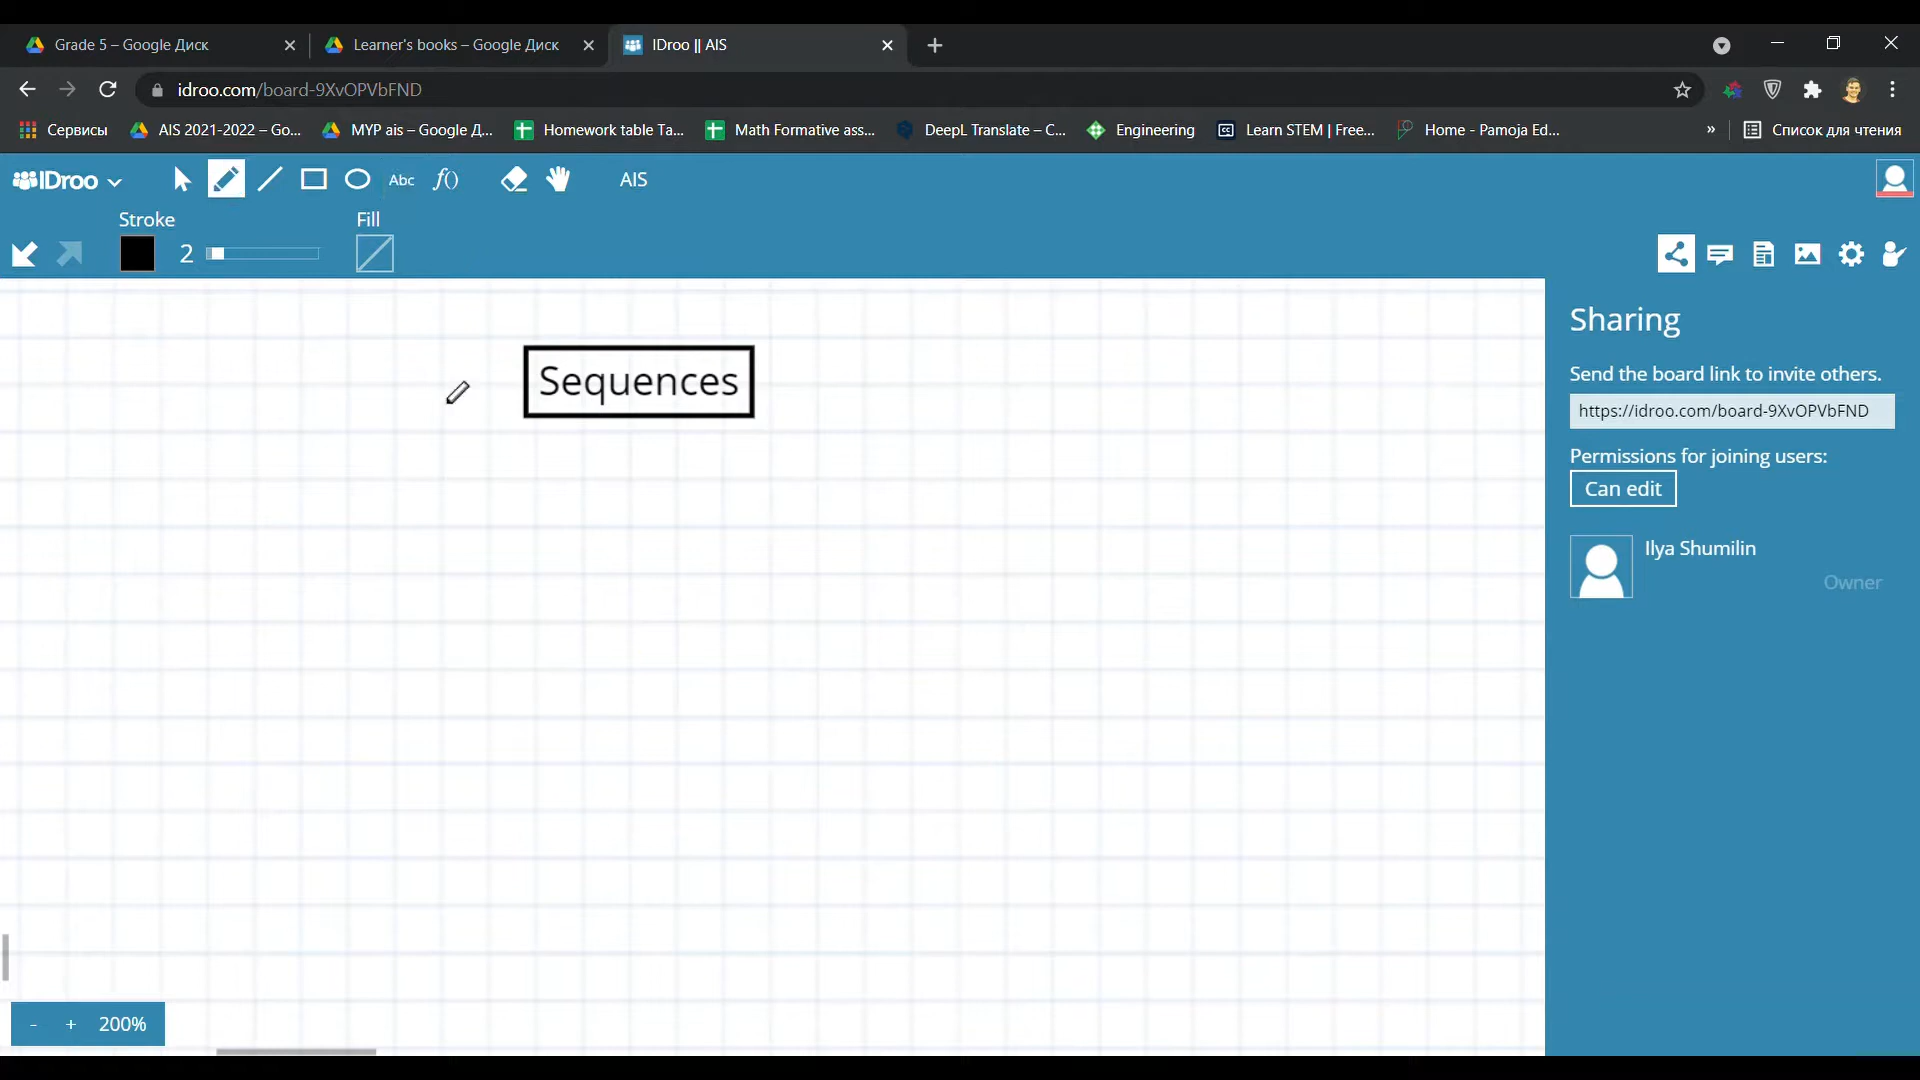 Grade 5 – Google Диск
Learner's books – Google Диск
IDroo || AIS
idroo.com/board-9XvOPVbFND
Сервисы
AIS 2021-2022 – Go...
MYP ais – Google Д...
Homework table Ta...
Math Formative ass...
DeepL Translate – C...
Engineering
Learn STEM | Free...
Home - Pamoja Ed...
»
Список для чтения
IDroo
Abc
f()
AIS
Stroke
2
Fill
Sequences
Sharing
Send the board link to invite others.
https://idroo.com/board-9XvOPVbFND
Permissions for joining users:
Can edit
Ilya Shumilin
Owner
- + 200%